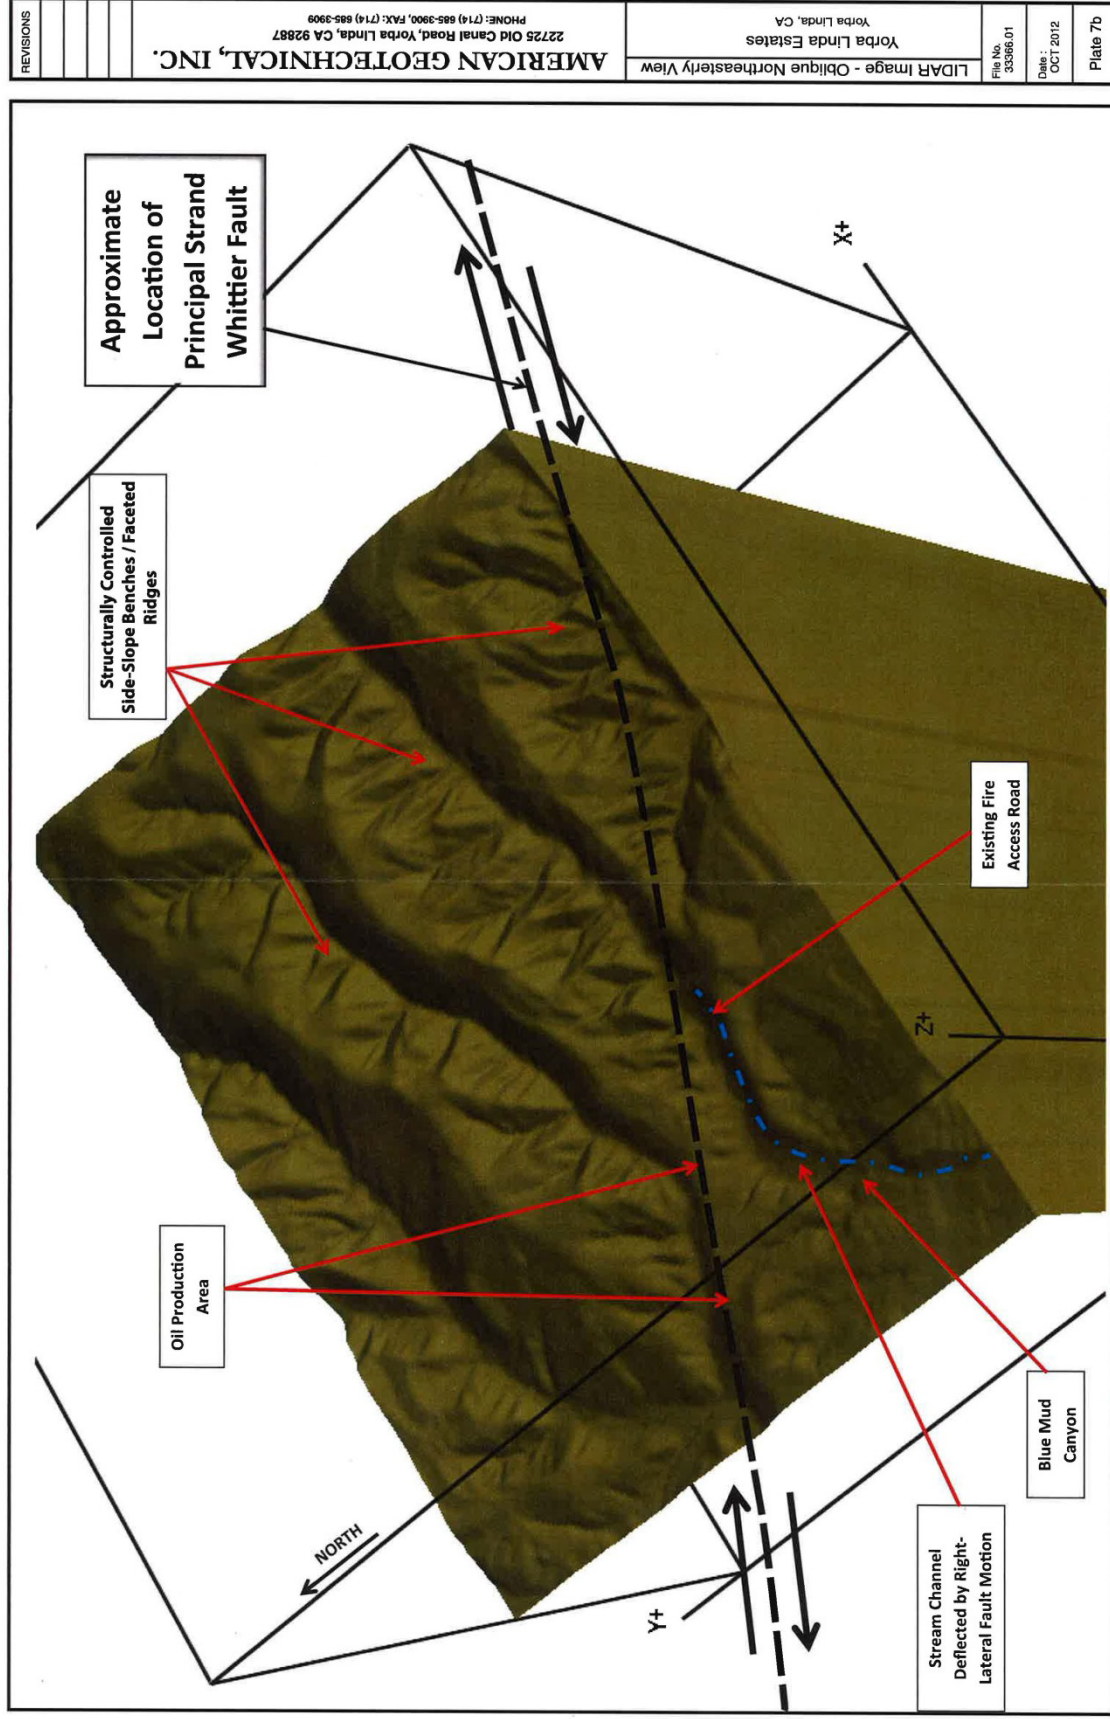 REVISIONS
AMERICAN GEOTECHNICAL, INC.
22725 Old Canal Road, Yorba Linda, CA 92887
PHONE: (714) 685-3900, FAX: (714) 685-3909
LIDAR Image - Oblique Northeasterly View
Yorba Linda Estates
Yorba Linda, CA
File No.
33366.01
Date :
OCT 2012
Plate 7b
Approximate
Location of
Principal Strand
Whittier Fault
Structurally Controlled
Side-Slope Benches / Faceted
Ridges
Oil Production
Area
NORTH
X+
Y+
Z+
Existing Fire
Access Road
Blue Mud
Canyon
Stream Channel
Deflected by Right-
Lateral Fault Motion